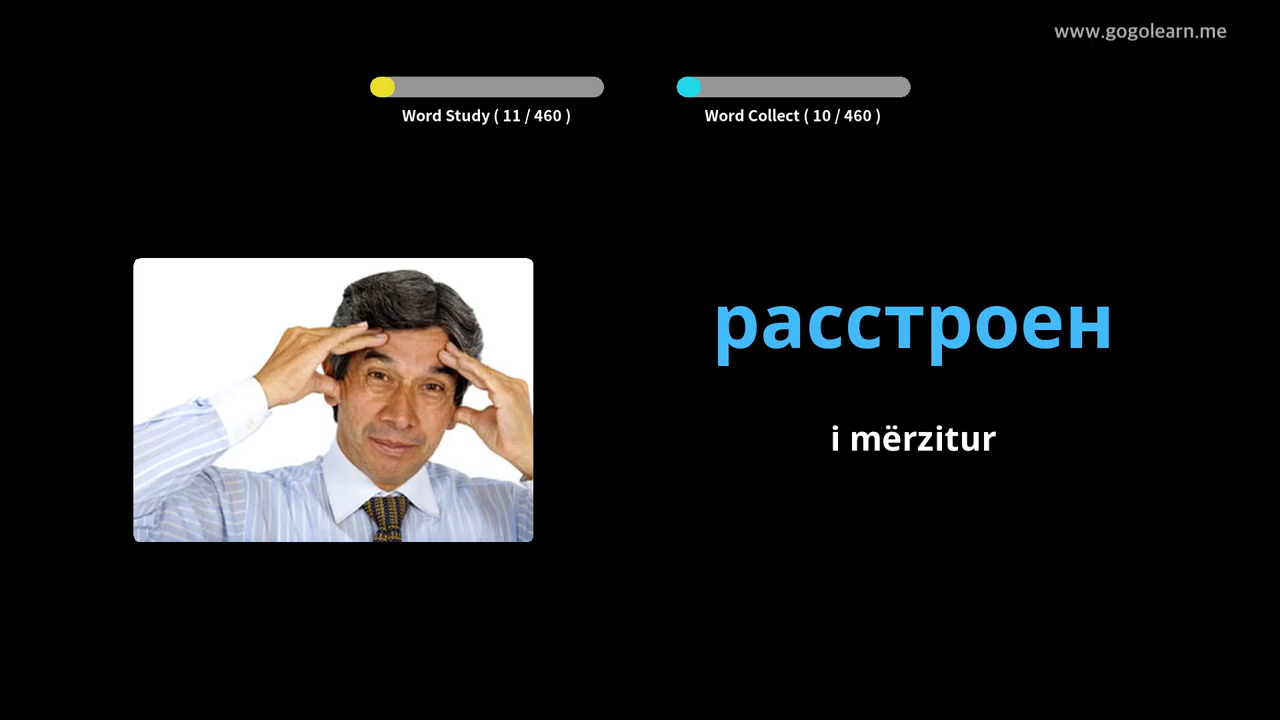 www.gogolearn.me
Word Study ( 11 / 460 )
Word Collect ( 10 / 460 )
расстроен
i mërzitur